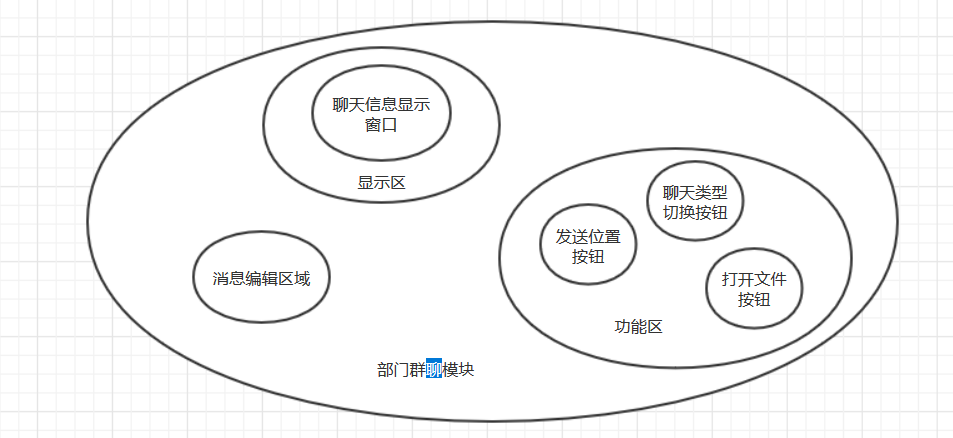 聊天信息显示
窗口
显示区
聊天类型
切换按钮
发送位置
按钮
打开文件
按钮
消息编辑区域
功能区
部门群聊模块